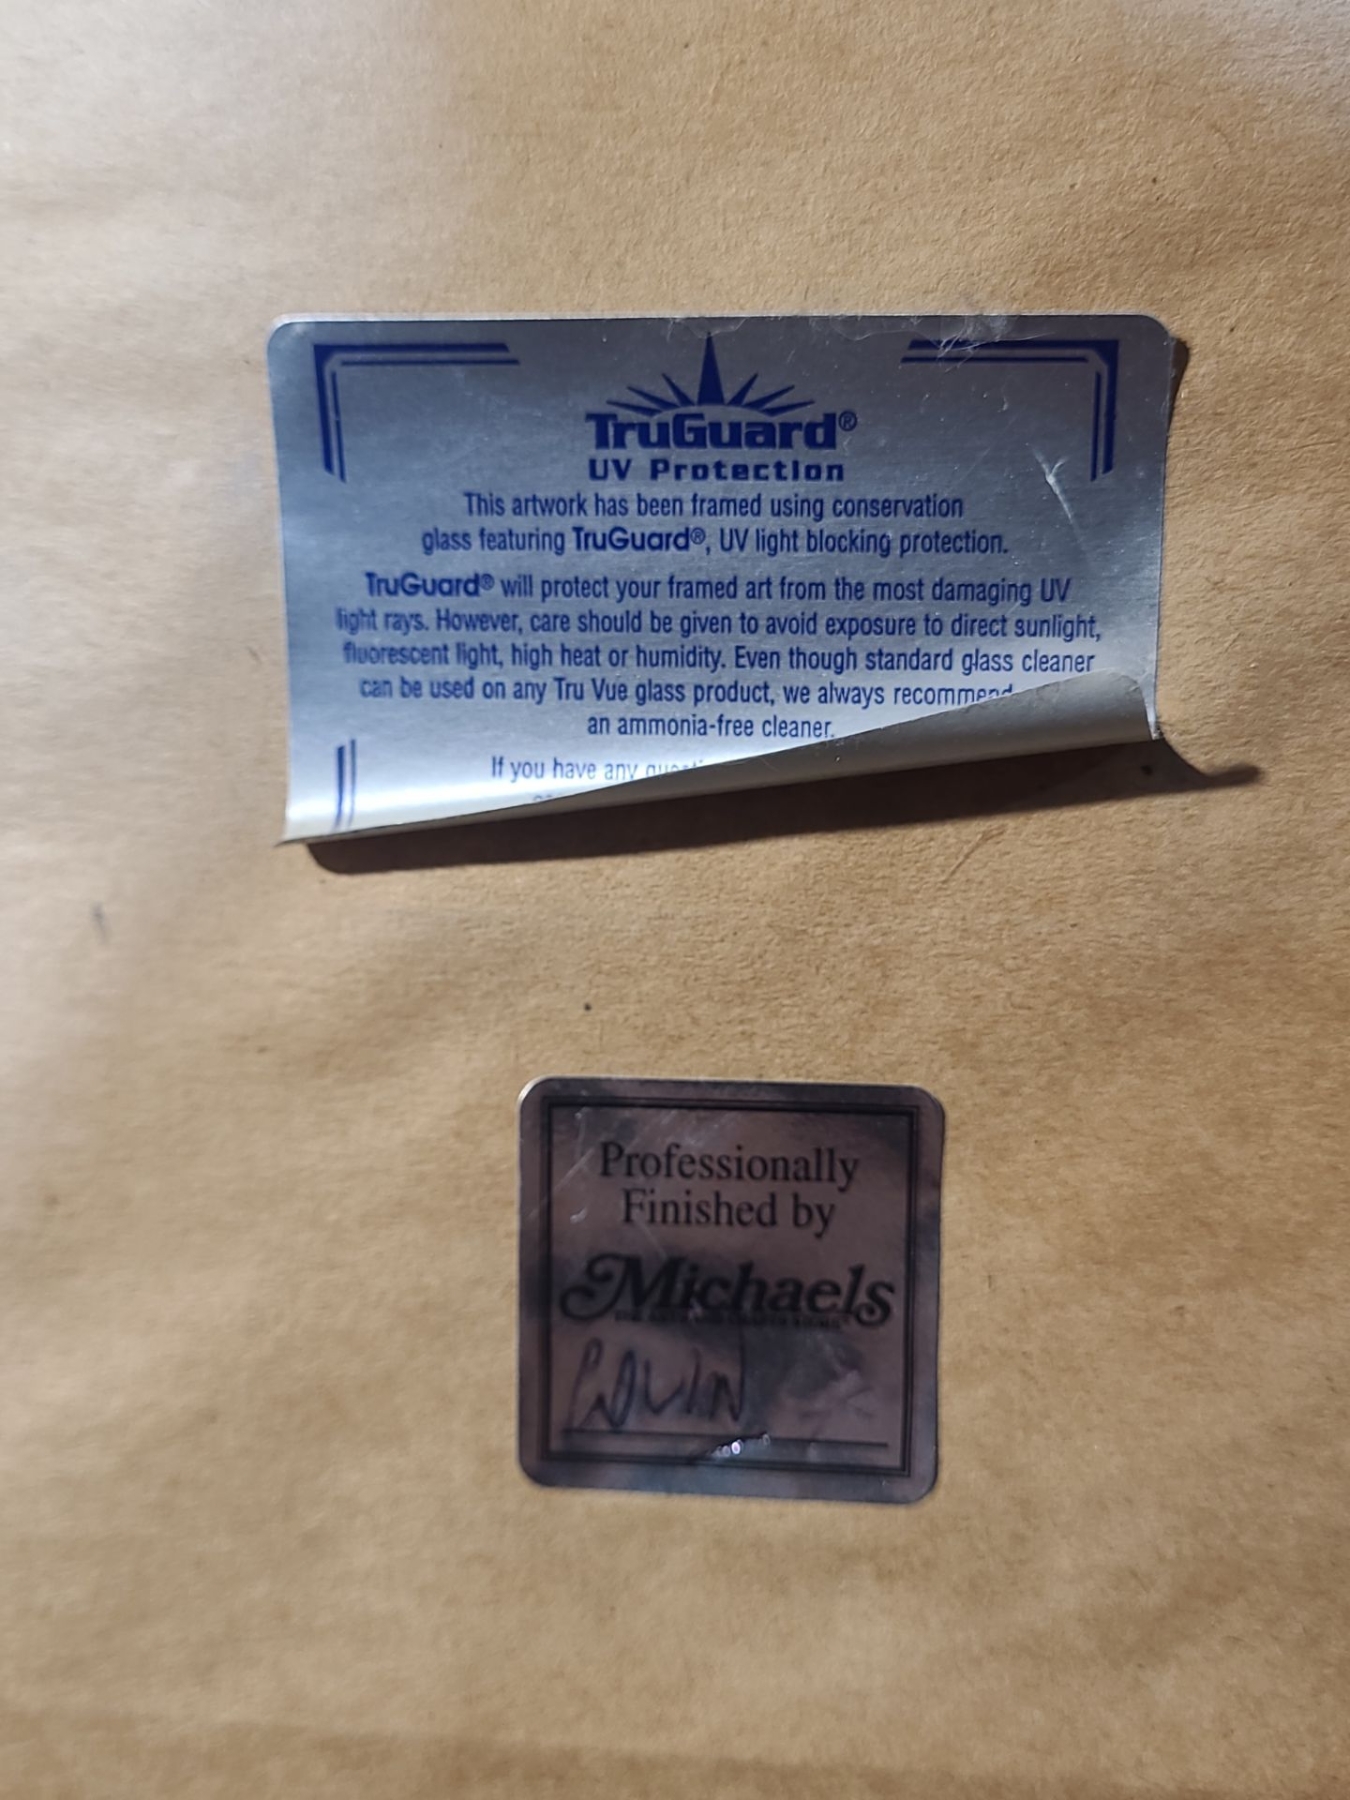 TruGuard®
UV Protection
This artwork has been framed using conservation
glass featuring TruGuard®, UV light blocking protection.
TruGuard® will protect your framed art from the most damaging UV
light rays. However, care should be given to avoid exposure to direct sunlight,
fluorescent light, high heat or humidity. Even though standard glass cleaner
can be used on any Tru Vue glass product, we always recommend
an ammonia-free cleaner.
If you have any
Professionally
Finished by
Michaels